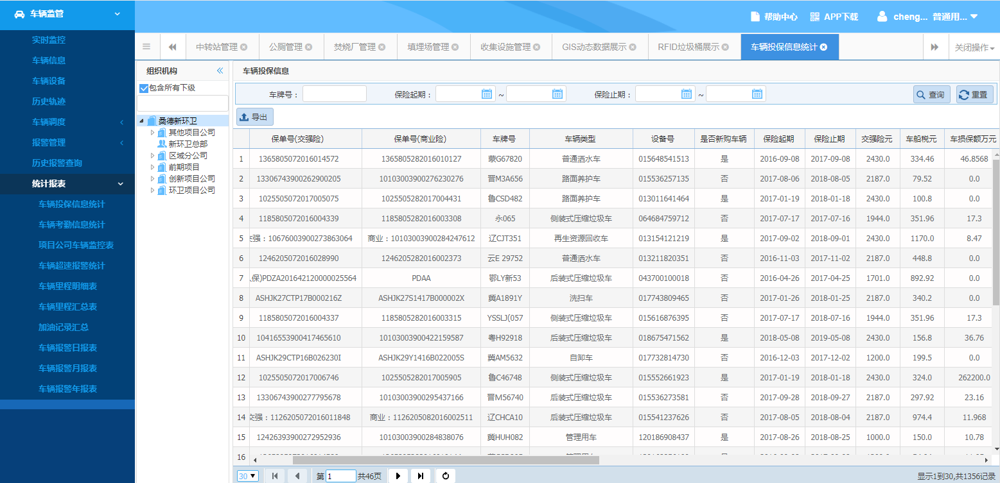 车辆监管
帮助中心 APP下载 cheng... 普通用...
实时监控
车辆信息
车辆设备
历史轨迹
车辆调度
报警管理
历史报警查询
统计报表
车辆投保信息统计
车辆考勤信息统计
项目公司车辆监控表
车辆超速报警统计
车辆里程明细表
车辆里程汇总表
加油记录汇总
车辆报警日报表
车辆报警月报表
车辆报警年报表
中转站管理 公厕管理 焚烧厂管理 填埋场管理 收集设施管理 GIS动态数据展示 RFID垃圾桶展示 车辆投保信息统计 关闭操作
组织机构
包含所有下级
桑德新环卫
其他项目公司
新环卫总部
区域分公司
前期项目
创新项目公司
环卫项目公司
车辆投保信息
车牌号： 保险起期： ~ 保险止期： ~ 查询 重置
导出
保单号(交强险) 保单号(商业险) 车牌号 车辆类型 设备号 是否新购车辆 保险起期 保险止期 交强险元 车船税元 车损保额万元
1 1365805072016014572 1365805282016010127 蒙G67820 普通洒水车 015648541513 是 2016-09-08 2017-09-08 2430.0 334.46 46.8568
2 13306743900262900205 10103003900276230276 晋M3A656 路面养护车 015536257135 否 2017-08-06 2018-08-05 2187.0 79.52 0.0
3 1025505072017005075 1025505282017004431 鲁CSD482 路面养护车 013011641464 是 2017-01-19 2018-01-18 2430.0 100.8 0.0
4 1185805072016004339 1185805282016003308 永065 侧装式压缩垃圾车 064684759712 否 2017-07-17 2017-07-16 1944.0 351.96 17.3
5 交强：10676003900273863064 商业：10103003900284247612 辽CJT351 再生资源回收车 013154121219 是 2017-09-02 2018-09-01 2430.0 1170.0 8.47
6 1246205072016028990 1246205282016002373 云E 29752 普通洒水车 013211820351 否 2016-11-03 2017-11-02 2187.0 448.8 0.0
7 保)PDZA201642120000025564 PDAA 鄂LY新53 后装式压缩垃圾车 043700100018 否 2016-04-26 2017-04-25 1701.0 892.92 0.0
8 ASHJK27CTP17B000216Z ASHJK27S1417B000002X 冀A1891Y 洗扫车 017743809465 否 2017-01-26 2018-01-25 2187.0 340.2 0.0
9 1185805072016004337 1185805282016003315 YSSLJ(057 侧装式压缩垃圾车 015616876395 否 2017-07-17 2018-07-16 1944.0 351.96 17.3
10 10416553900417465610 10103003900422159587 粤H92918 后装式压缩垃圾车 018675471562 是 2018-05-08 2019-05-08 2430.0 156.8 36.76
11 ASHJK29CTP16B026230I ASHJK29Y1416B022005S 冀AM5632 自卸车 017732814730 否 2016-12-03 2017-12-02 1200.0 199.5 0.0
12 1025505072017006746 1025505282017005905 鲁C46748 侧装式压缩垃圾车 015552661923 是 2017-01-19 2018-01-18 2430.0 324.0 262200.0
13 13306743900277795678 10103003900295437166 晋M56740 后装式压缩垃圾车 015536273581 否 2017-09-28 2018-09-27 2187.0 297.92 23.16
14 交强：1126205072016011848 商业：1126205082016002511 辽CHCA10 后装式压缩垃圾车 015541237626 否 2017-08-05 2018-08-04 2187.0 974.4 11.968
15 12426393900272952936 10103003900284838076 冀HUH082 管理用车 120186908437 是 2017-08-26 2018-08-25 1000.0 150.0 10.78
16
30 第 1 共46页 显示1到30,共1356记录